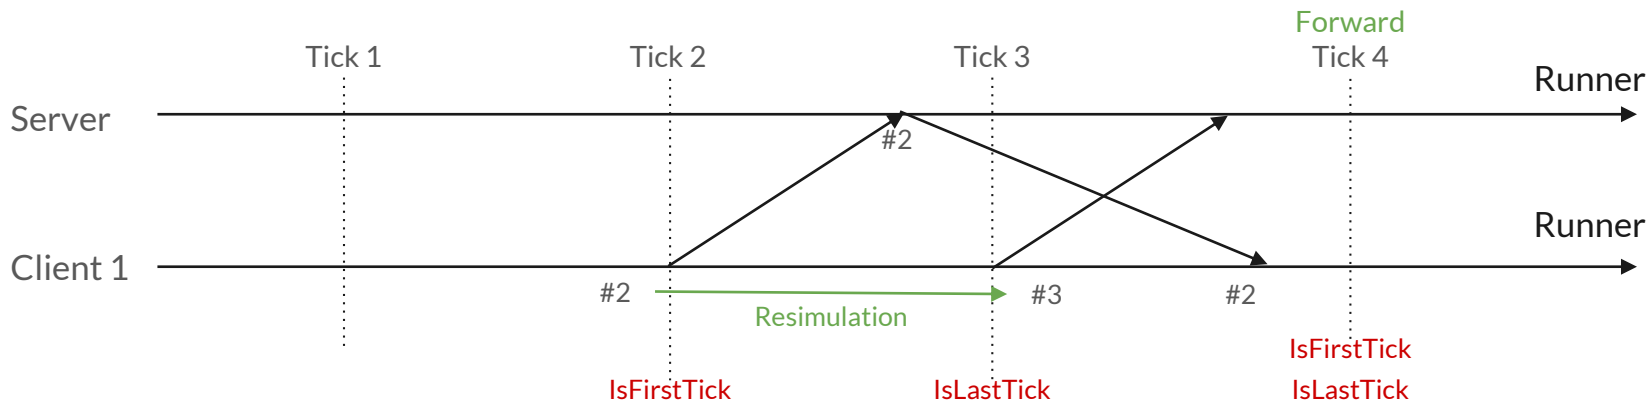 Forward
Tick 1
Tick 2
Tick 3
Tick 4
Runner
Server
#2
Runner
Client 1
#2
#3
#2
Resimulation
IsFirstTick
IsFirstTick
IsLastTick
IsLastTick